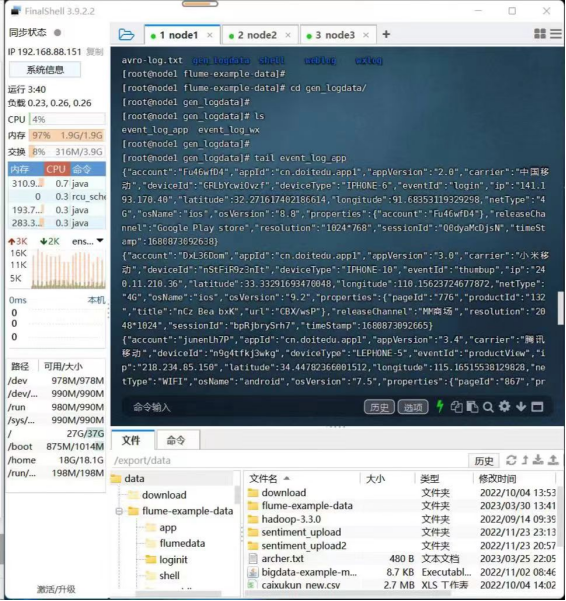 FinalShell 3.9.2.2
同步状态
IP 192.168.88.151 复制
系统信息
运行 3:40
负载 0.23, 0.26, 0.26
CPU 4%
内存 97% 1.9G/1.9G
交换 8% 316M/3.9G
内存 CPU 命令
310.9... 0.7 java
0 0.3 rcu_sche
193.7... 0.3 java
283.3... 0.3 java
3K 2K ens...
16K
11K
5K
0ms 本机
0
0
0
路径 可用/大小
/dev 978M/978M
/dev/... 990M/990M
/run 980M/990M
/sys/... 990M/990M
/ 27G/37G
/boot 875M/1014M
/home 18G/18.1G
/run/... 198M/198M
激活/升级
1 node1 ×
2 node2 ×
3 node3 ×
+
avro-log.txt gen_logdata shell wxblog wxlog
[root@node1 flume-example-data]#
[root@node1 flume-example-data]# cd gen_logdata/
[root@node1 gen_logdata]#
[root@node1 gen_logdata]# ls
event_log_app event_log_wx
[root@node1 gen_logdata]#
[root@node1 gen_logdata]# tail event_log_app
{"account":"Fu46wfD4","appId":"cn.doitedu.app1","appVersion":"2.0","carrier":"中国移
动","deviceId":"GRLbYcwiOvzf","deviceType":"IPHONE-6","eventId":"login","ip":"141.1
93.170.40","latitude":32.271617402186614,"longitude":91.68353119329298,"netType":"4
G","osName":"ios","osVersion":"8.8","properties":{"account":"Fu46wfD4"},"releaseCha
nnel":"Google Play store","resolution":"1024*768","sessionId":"Q0dyaMcDjsN","timeSt
amp":1680873092638}
{"account":"DxL36Dom","appId":"cn.doitedu.app1","appVersion":"3.0","carrier":"小米移
动","deviceId":"nStFiR9z3nIt","deviceType":"IPHONE-10","eventId":"thumbup","ip":"24
0.11.210.36","latitude":33.33291693470048,"longitude":110.15623724677872,"netType":
"4G","osName":"ios","osVersion":"9.2","properties":{"pageId":"776","productId":"132
","title":"nCz Bea bxK","url":"CBX/wsP"},"releaseChannel":"MM商场","resolution":"20
48*1024","sessionId":"bpRjbrySrh7","timeStamp":1680873092665}
{"account":"junenLh7P","appId":"cn.doitedu.app1","appVersion":"3.4","carrier":"腾讯
移动","deviceId":"n9g4tfkj3wkg","deviceType":"LEPHONE-5","eventId":"productView","i
p":"218.234.85.150","latitude":34.44782366001512,"longitude":115.16515538129828,"ne
tType":"WIFI","osName":"android","osVersion":"7.5","properties":{"pageId":"867","pr
命令输入
历史 选项
文件 命令
/export/data
历史
data
download
flume-example-data
app
flumedata
loginit
shell
文件名 大小 类型 修改时间
download 文件夹 2022/10/04 13:53
flume-example-data 文件夹 2023/03/30 13:41
hadoop-3.3.0 文件夹 2022/09/14 09:39
sentiment_upload 文件夹 2022/11/23 23:13
sentiment_upload2 文件夹 2022/11/23 20:57
archer.txt 480 B 文本文档 2023/03/25 22:05
bigdata-example-m... 8.7 KB Executabl... 2022/11/02 08:46
caixukun_new.csv 2.7 MB XLS 工作表 2022/10/04 14:02